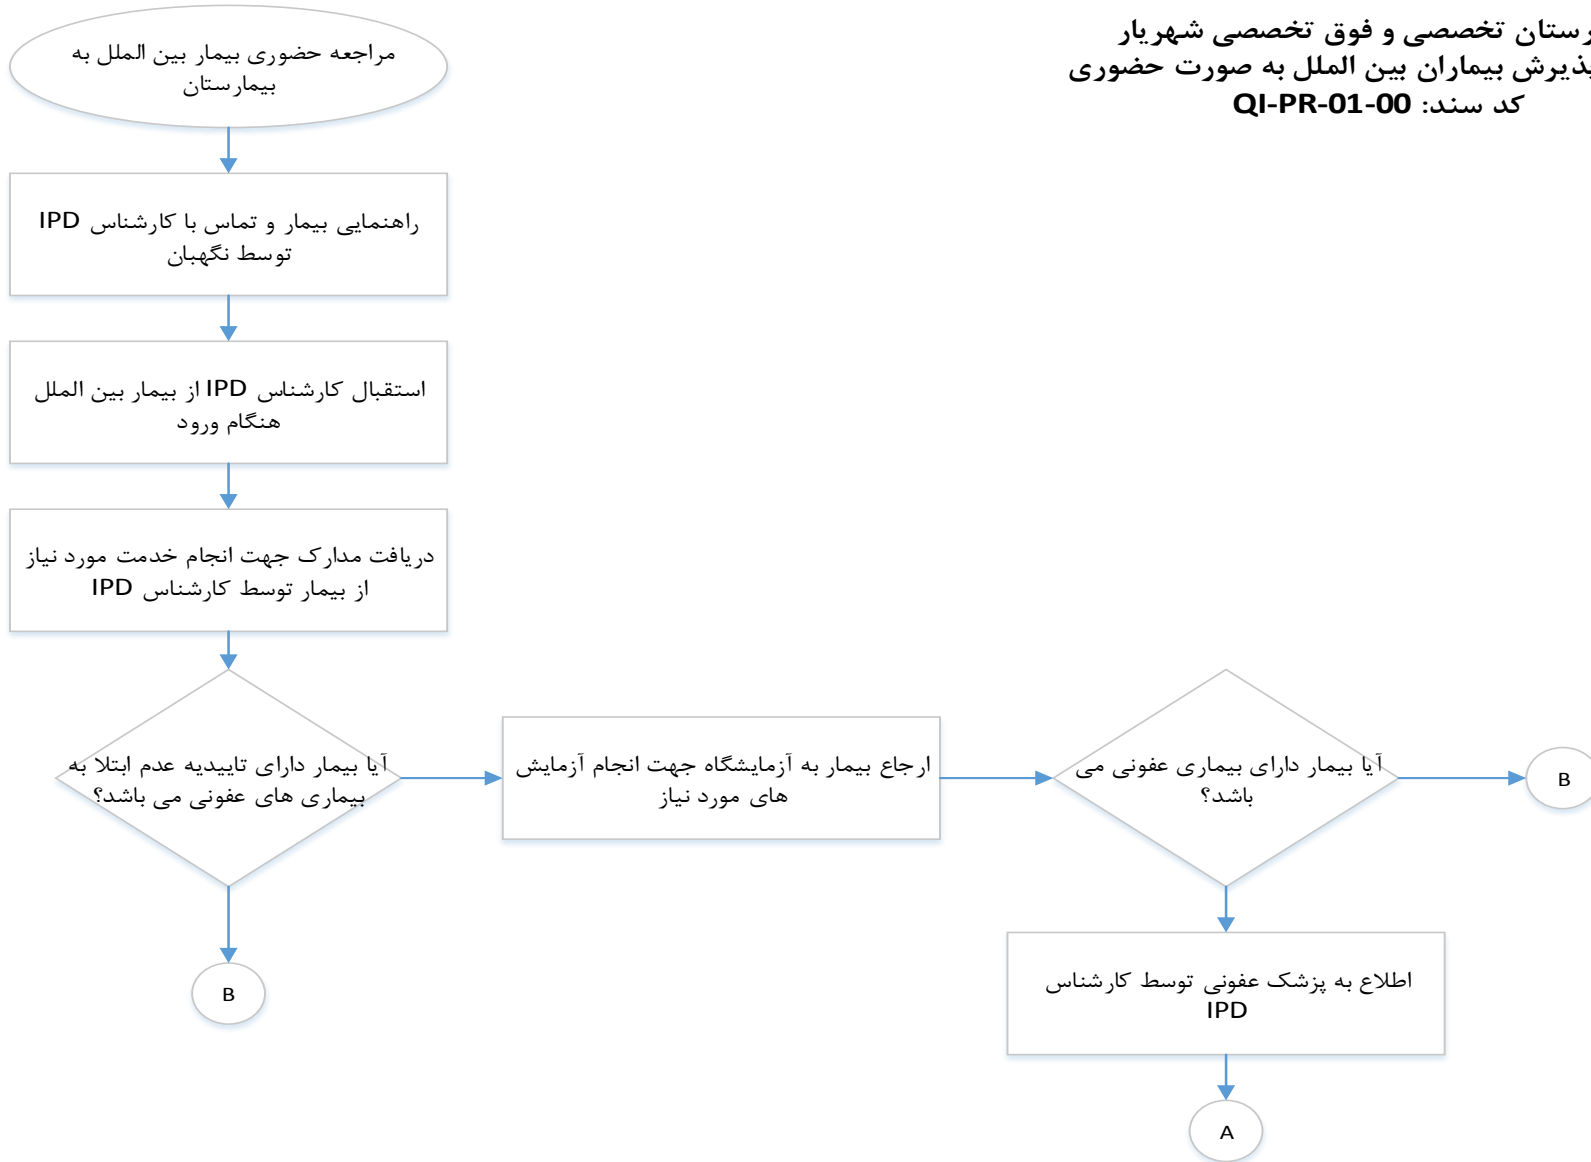 تخصصی و فوق تخصصی شهریار
بیماران بین الملل به صورت حضوری
کد سند: QI-PR-01-00
مراجعه حضوری بیمار بین الملل به
بیمارستان
راهنمایی بیمار و تماس با کارشناس IPD
توسط نگهبان
استقبال کارشناس IPD از بیمار بین الملل
هنگام ورود
دریافت مدارک جهت انجام خدمت مورد نیاز
از بیمار توسط کارشناس IPD
آیا بیمار دارای تاییدیه عدم ابتلا به
بیماری های عفونی می باشد؟
ارجاع بیمار به آزمایشگاه جهت انجام آزمایش
های مورد نیاز
آیا بیمار دارای بیماری عفونی می
باشد؟
B
B
اطلاع به پزشک عفونی توسط کارشناس
IPD
A